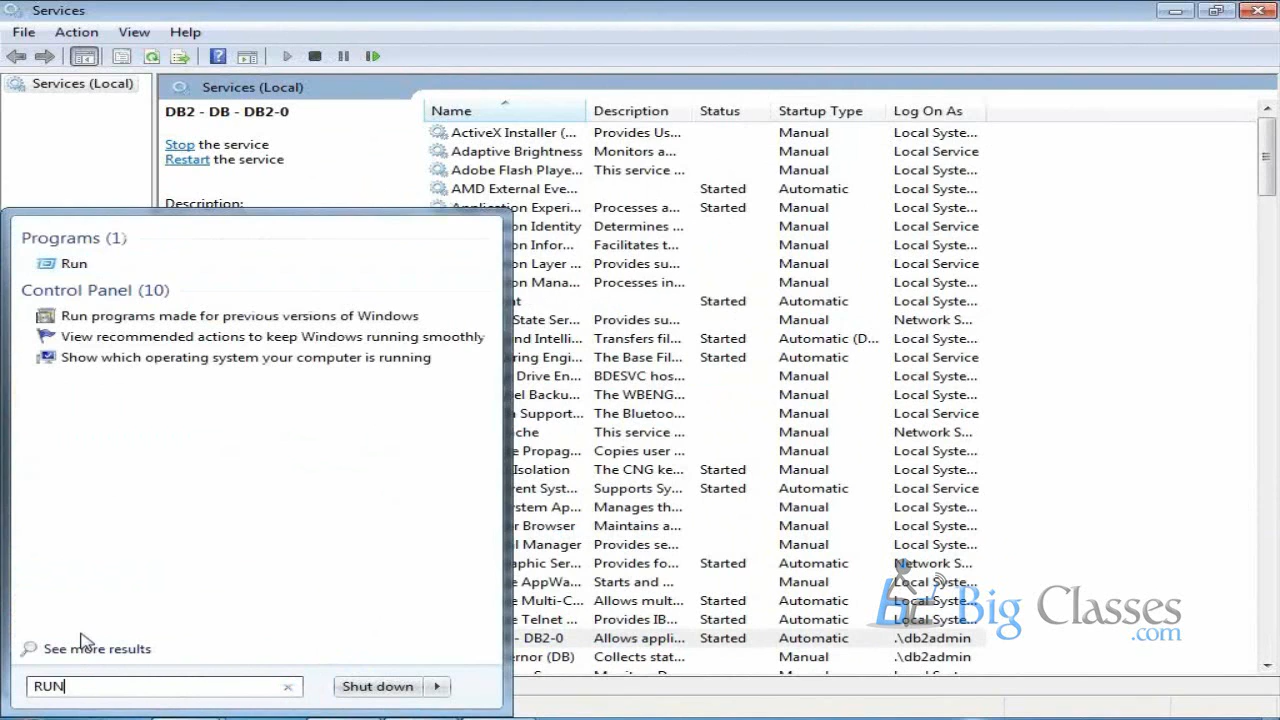 Services
File Action View Help
Services (Local)
Services (Local)
DB2 - DB - DB2-0
Stop the service
Restart the service
Description:
Name Description Status Startup Type Log On As
ActiveX Installer (... Provides Us... Manual Local Syste...
Adaptive Brightness Monitors a... Manual Local Service
Adobe Flash Playe... This service ... Manual Local Syste...
AMD External Eve... Started Automatic Local Syste...
Application Experi... Processes a... Started Manual Local Syste...
on Identity Determines ... Manual Local Service
on Infor... Facilitates t... Manual Local Syste...
on Layer ... Provides su... Manual Local Service
on Mana... Processes in... Manual Local Syste...
nt Started Automatic Local Syste...
State Ser... Provides su... Manual Network S...
nd Intelli... Transfers fil... Started Automatic (D... Local Syste...
ring Engi... The Base Fil... Started Automatic Local Service
Drive En... BDESVC hos... Manual Local Syste...
el Backu... The WBENG... Manual Local Syste...
h Support... The Bluetoo... Manual Local Service
che This service ... Manual Network S...
e Propag... Copies user ... Manual Local Syste...
Isolation The CNG ke... Started Manual Local Syste...
ent Syst... Supports Sy... Started Automatic Local Service
stem Ap... Manages th... Manual Local Syste...
r Browser Maintains a... Manual Local Syste...
l Manager Provides se... Manual Local Syste...
aphic Ser... Provides fo... Started Automatic Network S...
e AppWa... Starts and ... Manual Local Syste...
e Multi-C... Allows mult... Started Automatic Local Syste...
e Telnet ... Provides IB... Started Automatic Local Syste...
- DB2-0 Allows appli... Started Automatic .\db2admin
ernor (DB) Collects stat... Manual .\db2admin
Programs (1)
Run
Control Panel (10)
Run programs made for previous versions of Windows
View recommended actions to keep Windows running smoothly
Show which operating system your computer is running
See more results
RUN
Shut down
Big Classes
.com